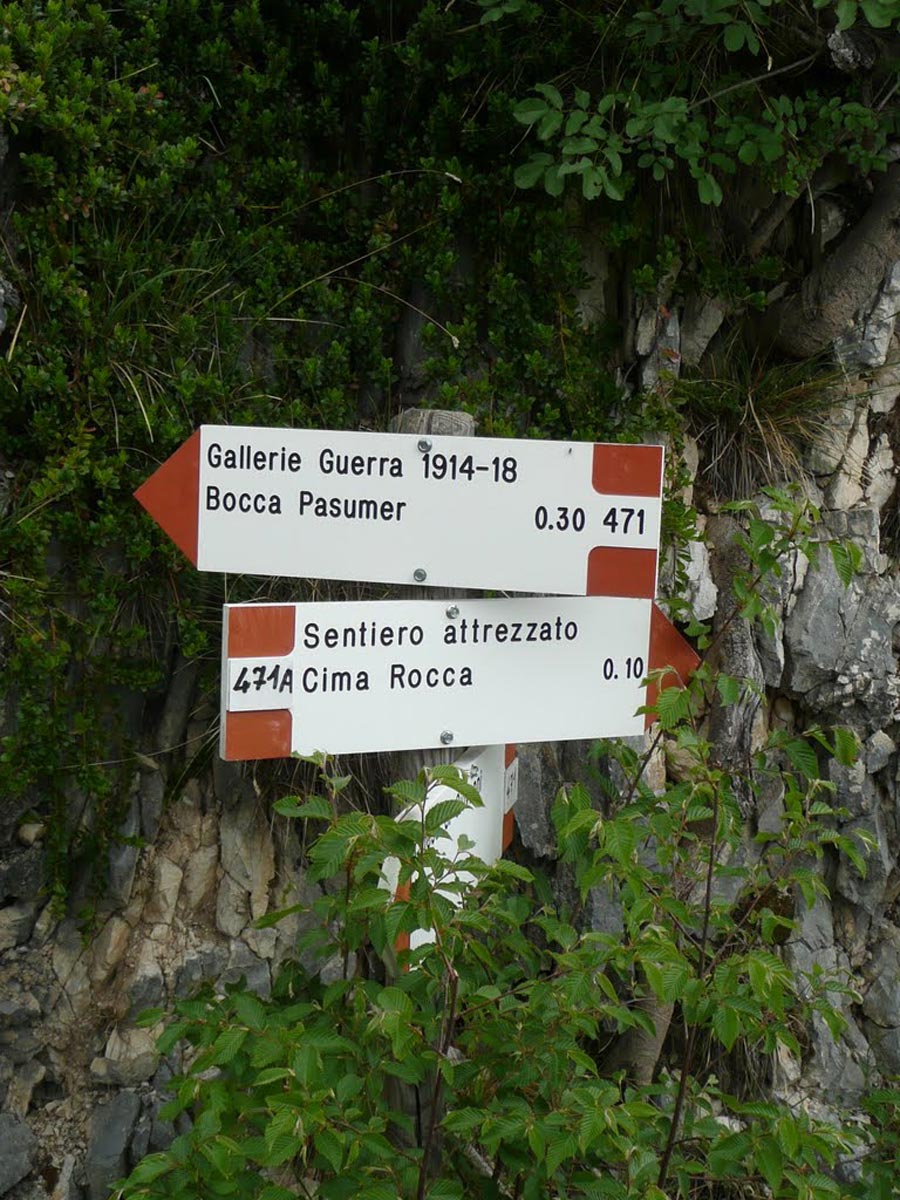 Gallerie Guerra 1914-18
Bocca Pasumer 0.30 471
Sentiero attrezzato
471A Cima Rocca 0.10